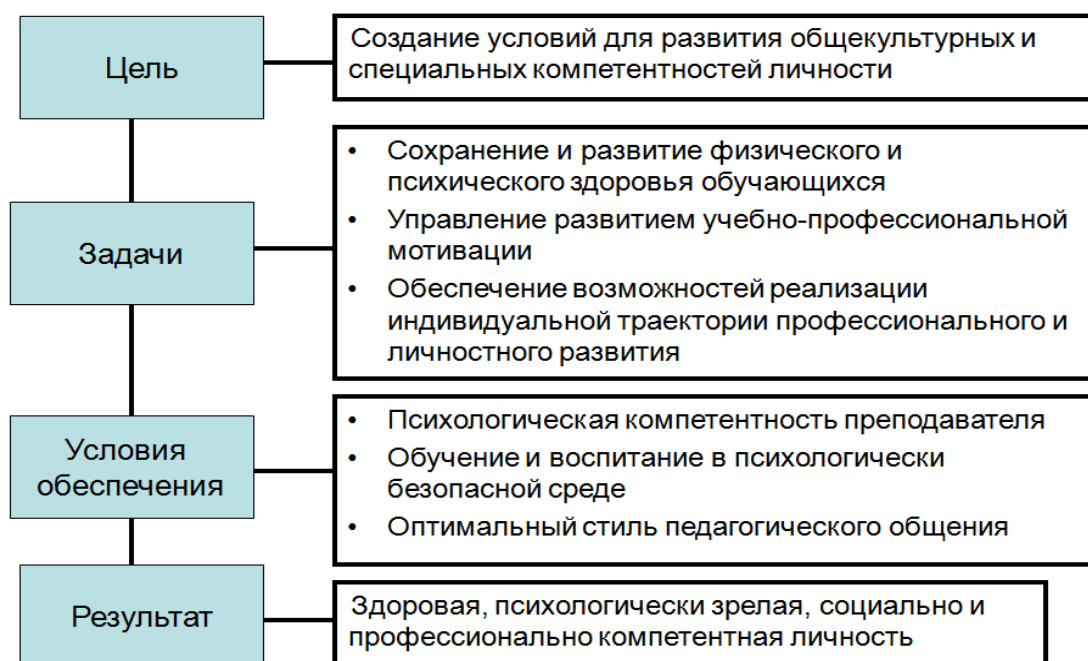 Цель
Создание условий для развития общекультурных и
специальных компетентностей личности
Задачи
• Сохранение и развитие физического и
психического здоровья обучающихся
• Управление развитием учебно-профессиональной
мотивации
• Обеспечение возможностей реализации
индивидуальной траектории профессионального и
личностного развития
Условия
обеспечения
• Психологическая компетентность преподавателя
• Обучение и воспитание в психологически
безопасной среде
• Оптимальный стиль педагогического общения
Результат
Здоровая, психологически зрелая, социально и
профессионально компетентная личность